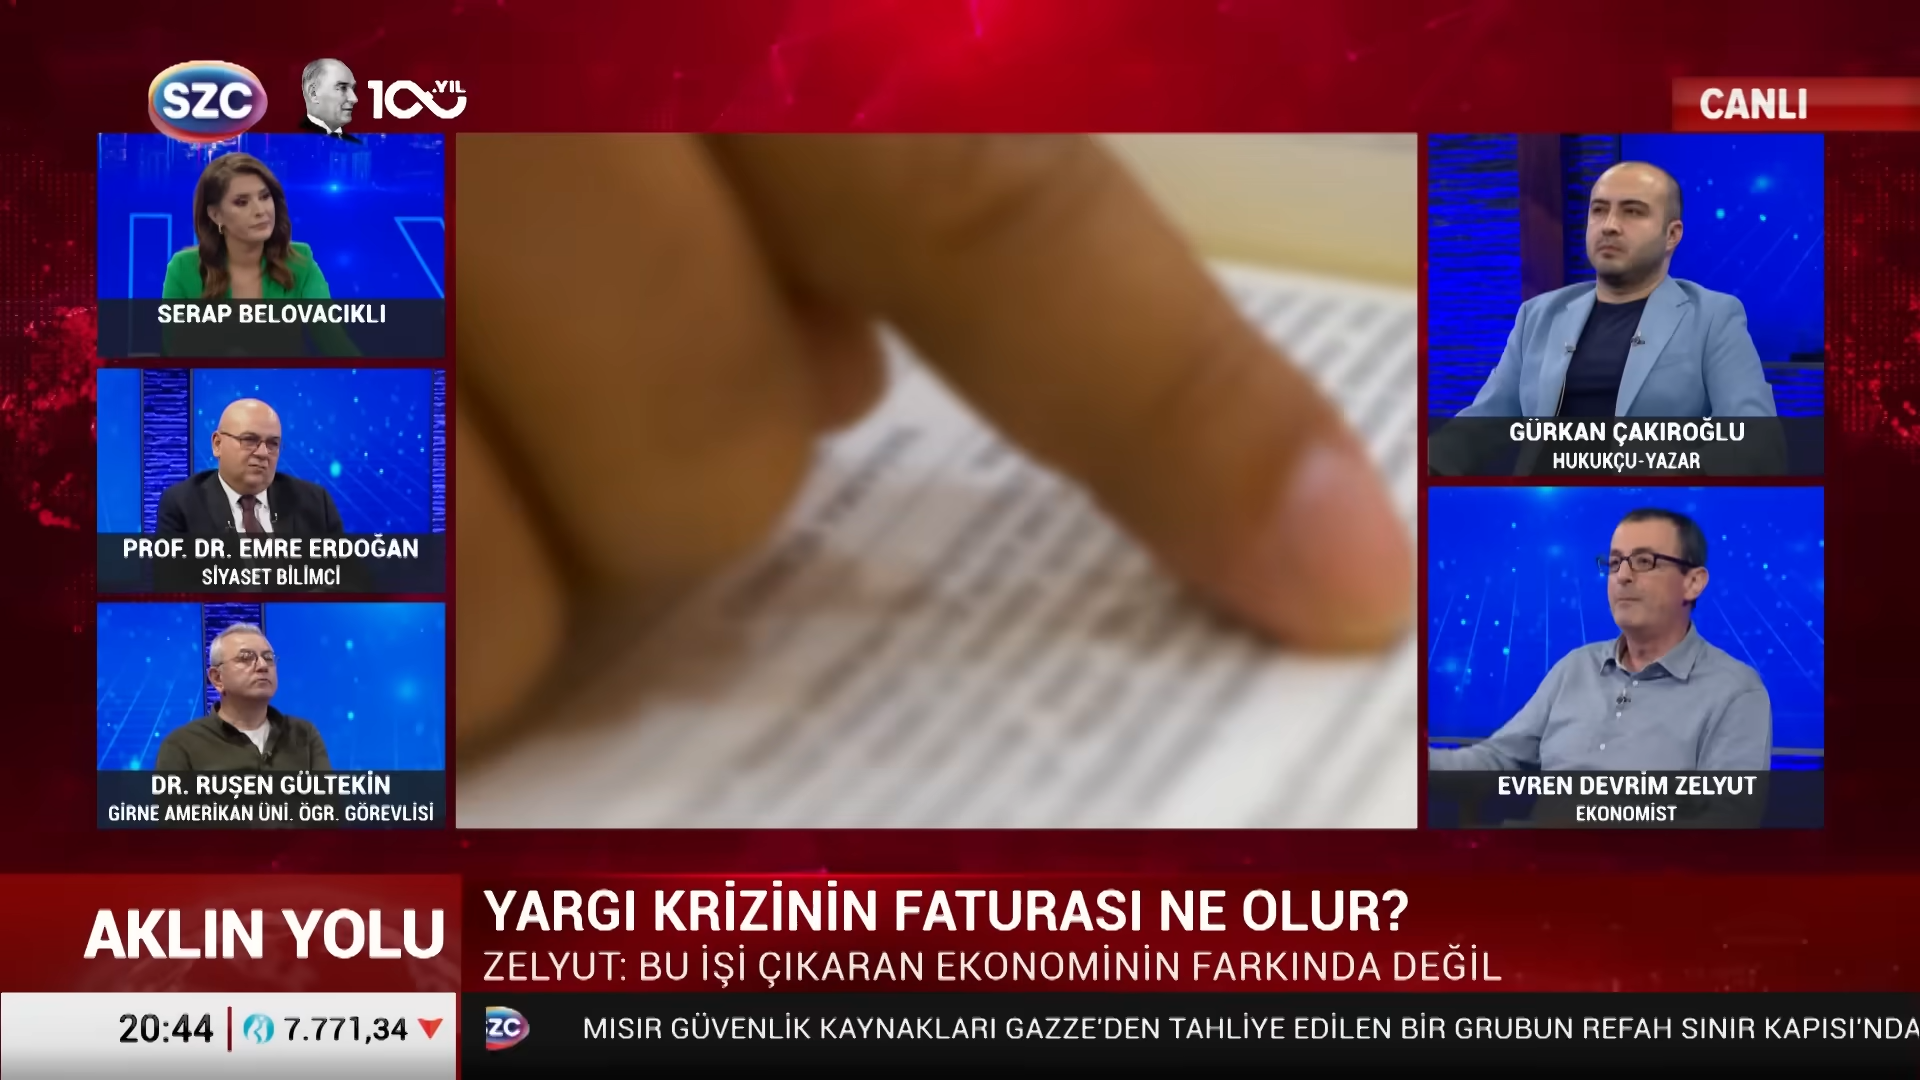 SZC
100.YIL
CANLI
SERAP BELOVACIKLI
PROF. DR. EMRE ERDOĞAN
SİYASET BİLİMCİ
DR. RUŞEN GÜLTEKİN
GİRNE AMERİKAN ÜNİ. ÖGR. GÖREVLİSİ
GÜRKAN ÇAKIROĞLU
HUKUKÇU-YAZAR
EVREN DEVRİM ZELYUT
EKONOMİST
AKLIN YOLU
YARGI KRİZİNİN FATURASI NE OLUR?
ZELYUT: BU İŞİ ÇIKARAN EKONOMİNİN FARKINDA DEĞİL
20:44 7.771,34
SZC MISIR GÜVENLİK KAYNAKLARI GAZZE'DEN TAHLİYE EDİLEN BİR GRUBUN REFAH SINIR KAPISI'NDA